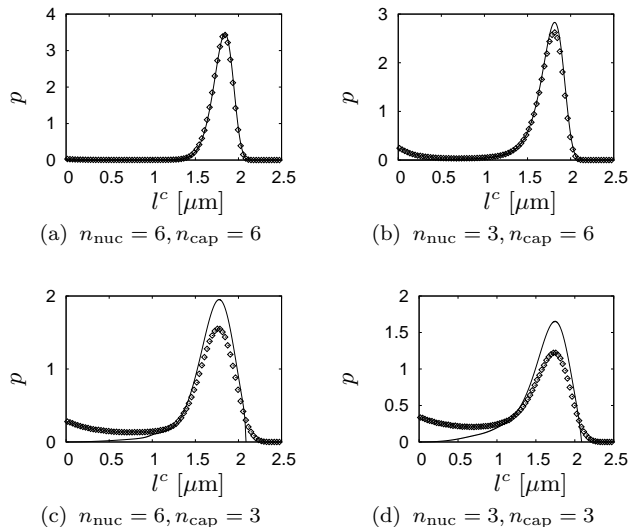 4
3
2
1
0
p
0 0.5 1 1.5 2 2.5
l^c [μm]
(a) n_nuc = 6, n_cap = 6
3
2
1
0
p
0 0.5 1 1.5 2 2.5
l^c [μm]
(b) n_nuc = 3, n_cap = 6
2
1
0
p
0 0.5 1 1.5 2 2.5
l^c [μm]
(c) n_nuc = 6, n_cap = 3
2
1.5
1
0.5
0
p
0 0.5 1 1.5 2 2.5
l^c [μm]
(d) n_nuc = 3, n_cap = 3